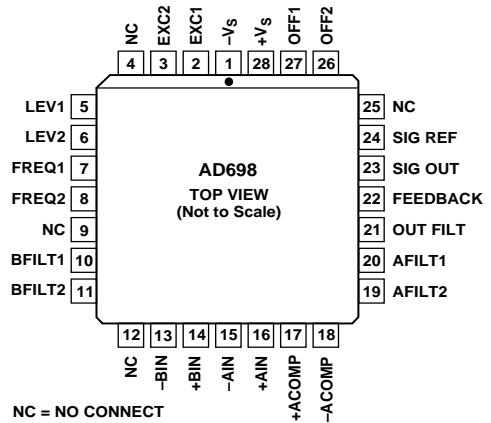 NC
EXC2
EXC1
–VS
+VS
OFF1
OFF2
4 3 2 1 28 27 26
LEV1 5
LEV2 6
FREQ1 7
FREQ2 8
NC 9
BFILT1 10
BFILT2 11
AD698
TOP VIEW
(Not to Scale)
25 NC
24 SIG REF
23 SIG OUT
22 FEEDBACK
21 OUT FILT
20 AFILT1
19 AFILT2
12 13 14 15 16 17 18
NC
–BIN
+BIN
–AIN
+AIN
+ACOMP
–ACOMP
NC = NO CONNECT